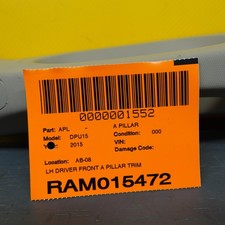 0000001552
Part: APL - A PILLAR
Model: DPU15 Condition: 000
Year: 2015 VIN:
Damage Code:
Location: AB-08
LH DRIVER FRONT A PILLAR TRIM
RAM015472